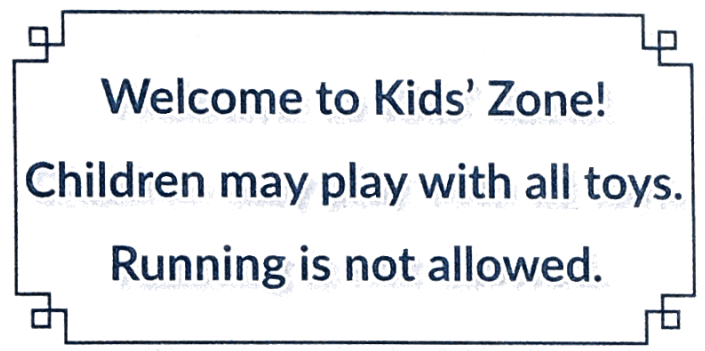 Welcome to Kids’ Zone!
Children may play with all toys.
Running is not allowed.